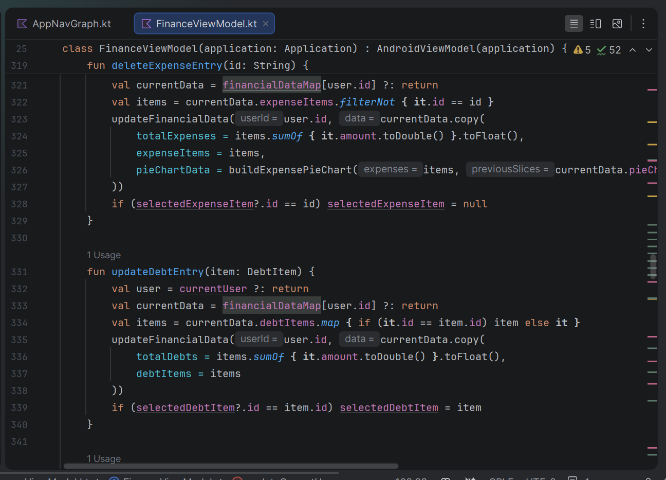 AppNavGraph.kt
FinanceViewModel.kt
25 class FinanceViewModel(application: Application) : AndroidViewModel(application) { 5 52
319 fun deleteExpenseEntry(id: String) {
321 val currentData = financialDataMap[user.id] ?: return
322 val items = currentData.expenseItems.filterNot { it.id == id }
323 updateFinancialData( userId = user.id, data = currentData.copy(
324 totalExpenses = items.sumOf { it.amount.toDouble() }.toFloat(),
325 expenseItems = items,
326 pieChartData = buildExpensePieChart( expenses = items, previousSlices = currentData.pieCh
327 ))
328 if (selectedExpenseItem?.id == id) selectedExpenseItem = null
329 }
330
1 Usage
331 fun updateDebtEntry(item: DebtItem) {
332 val user = currentUser ?: return
333 val currentData = financialDataMap[user.id] ?: return
334 val items = currentData.debtItems.map { if (it.id == item.id) item else it }
335 updateFinancialData( userId = user.id, data = currentData.copy(
336 totalDebts = items.sumOf { it.amount.toDouble() }.toFloat(),
337 debtItems = items
338 ))
339 if (selectedDebtItem?.id == item.id) selectedDebtItem = item
340 }
341
1 Usage